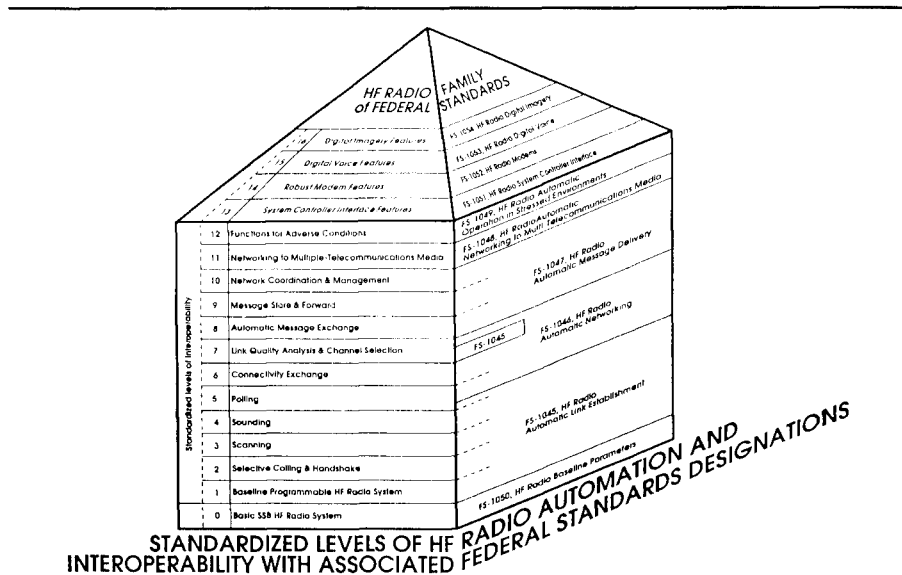 HF RADIO FAMILY
of FEDERAL STANDARDS
16 Digital Imagery Features
15 Digital Voice Features
14 Robust Modem Features
13 System Controller Interface Features
12 Functions for Adverse Conditions
11 Networking to Multiple-Telecommunications Media
10 Network Coordination & Management
9 Message Store & Forward
8 Automatic Message Exchange
7 Link Quality Analysis & Channel Selection
6 Connectivity Exchange
5 Polling
4 Sounding
3 Scanning
2 Selective Calling & Handshake
1 Baseline Programmable HF Radio System
0 Basic SSB HF Radio System
Standardized levels of Interoperability
FS-1054, HF Radio Digital Imagery
FS-1053, HF Radio Digital Voice
FS-1052, HF Radio Modems
FS-1051, HF Radio System Controller Interface
FS-1049, HF Radio Automatic
Operation in Stressed Environments
FS-1048, HF Radio Automatic
Networking to Multi Telecommunications Media
FS-1047, HF Radio
Automatic Message Delivery
FS-1045
FS-1046, HF Radio
Automatic Networking
FS-1045, HF Radio
Automatic Link Establishment
FS-1050, HF Radio Baseline Parameters
STANDARDIZED LEVELS OF HF RADIO AUTOMATION AND
INTEROPERABILITY WITH ASSOCIATED FEDERAL STANDARDS DESIGNATIONS